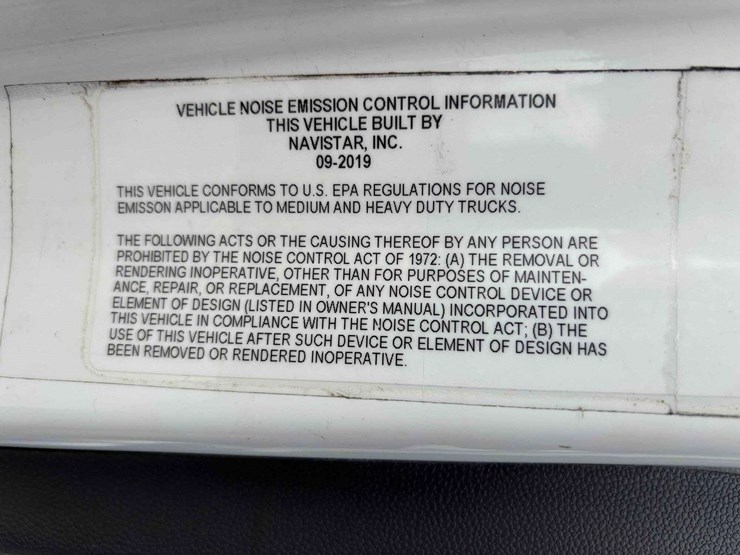 VEHICLE NOISE EMISSION CONTROL INFORMATION
THIS VEHICLE BUILT BY
NAVISTAR, INC.
09-2019
THIS VEHICLE CONFORMS TO U.S. EPA REGULATIONS FOR NOISE
EMISSON APPLICABLE TO MEDIUM AND HEAVY DUTY TRUCKS.
THE FOLLOWING ACTS OR THE CAUSING THEREOF BY ANY PERSON ARE
PROHIBITED BY THE NOISE CONTROL ACT OF 1972: (A) THE REMOVAL OR
RENDERING INOPERATIVE, OTHER THAN FOR PURPOSES OF MAINTEN-
ANCE, REPAIR, OR REPLACEMENT, OF ANY NOISE CONTROL DEVICE OR
ELEMENT OF DESIGN (LISTED IN OWNER'S MANUAL) INCORPORATED INTO
THIS VEHICLE IN COMPLIANCE WITH THE NOISE CONTROL ACT; (B) THE
USE OF THIS VEHICLE AFTER SUCH DEVICE OR ELEMENT OF DESIGN HAS
BEEN REMOVED OR RENDERED INOPERATIVE.